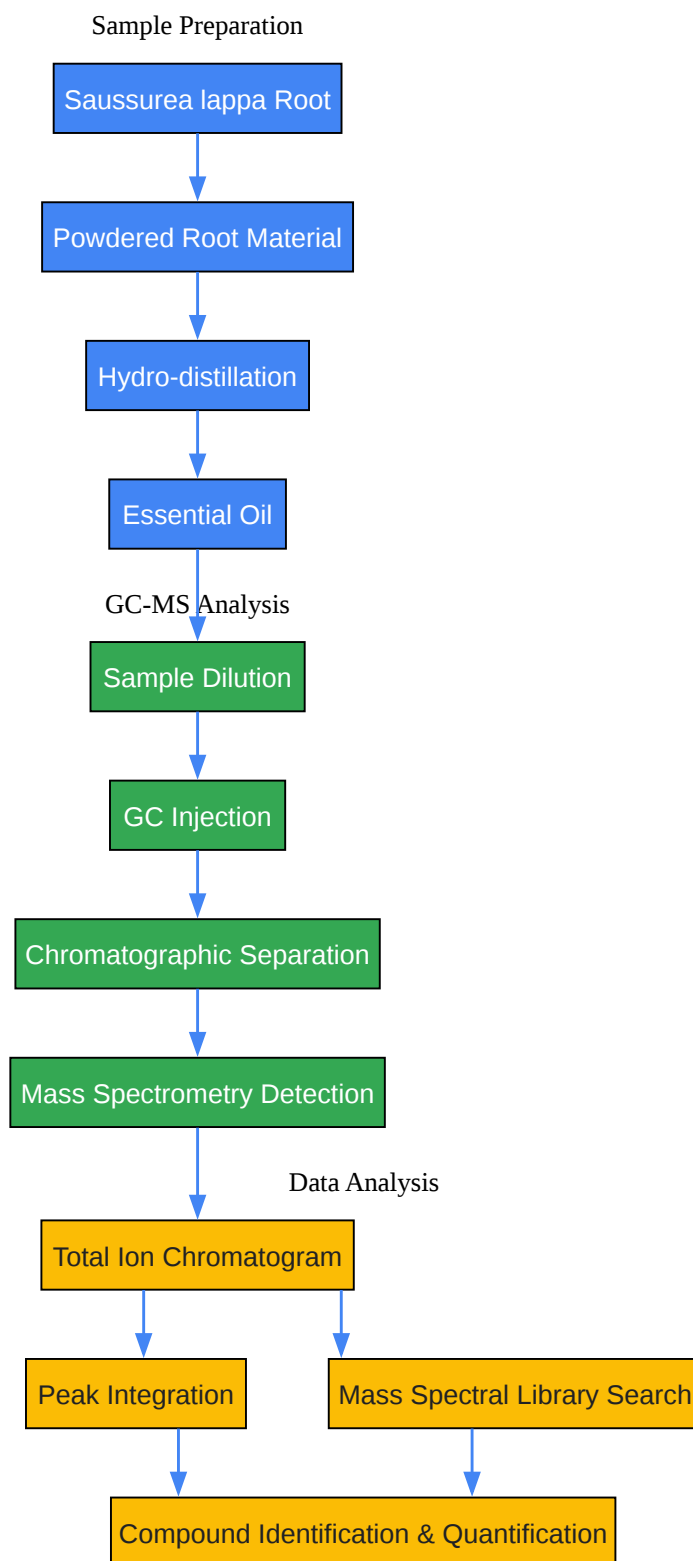 Sample Preparation
Saussurea lappa Root
Powdered Root Material
Hydro-distillation
Essential Oil
GC-MS Analysis
Sample Dilution
GC Injection
Chromatographic Separation
Mass Spectrometry Detection
Data Analysis
Total Ion Chromatogram
Peak Integration
Mass Spectral Library Search
Compound Identification & Quantification